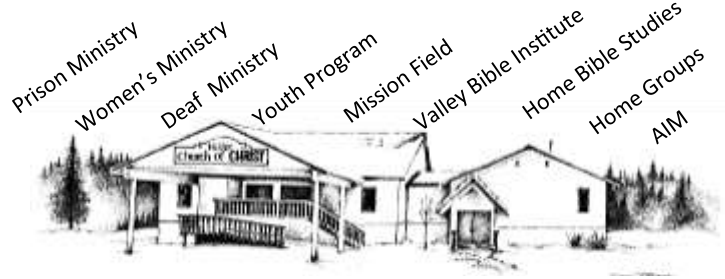 Prison Ministry
Women's Ministry
Deaf Ministry
Youth Program
Mission Field
Valley Bible Institute
Home Bible Studies
Home Groups
AIM
Church of CHRIST